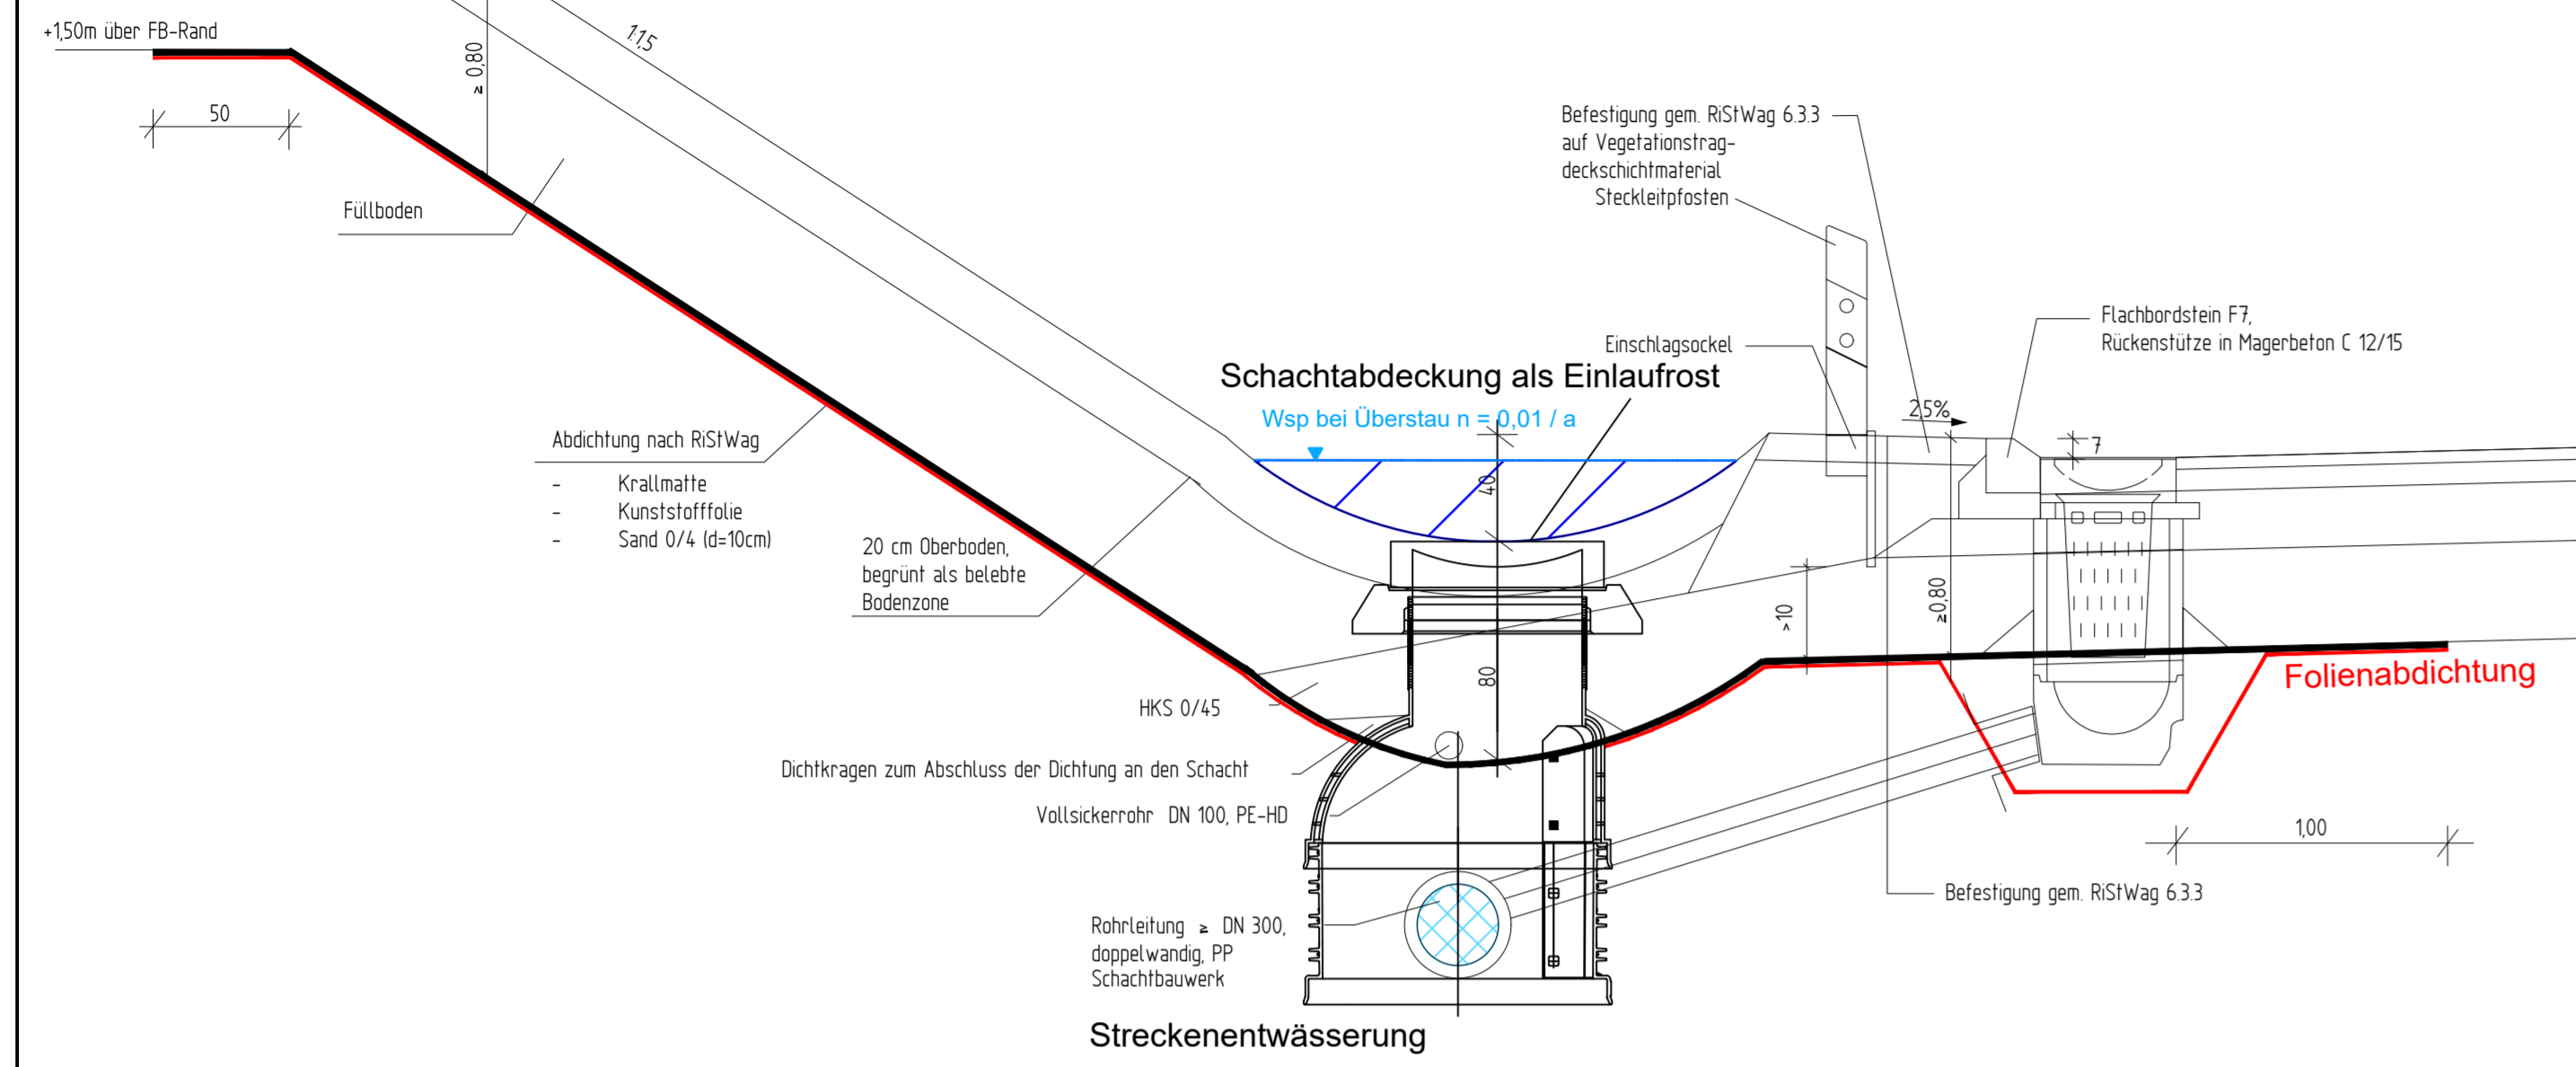 +1,50m über FB-Rand
50
≥ 0,80
1:1,5
Füllboden
Abdichtung nach RiStWag
- Krallmatte
- Kunststofffolie
- Sand 0/4 (d=10cm)
20 cm Oberboden,
begrünt als belebte
Bodenzone
Befestigung gem. RiStWag 6.3.3
auf Vegetationstrag-
deckschichtmaterial
Steckleitpfosten
Einschlagsockel
Schachtabdeckung als Einlaufrost
Wsp bei Überstau n = 0,01 / a
40
2,5%
7
Flachbordstein F7,
Rückenstütze in Magerbeton C 12/15
>10
≥0,80
80
Folienabdichtung
HKS 0/45
Dichtkragen zum Abschluss der Dichtung an den Schacht
Vollsickerrohr DN 100, PE-HD
1,00
Befestigung gem. RiStWag 6.3.3
Rohrleitung ≥ DN 300,
doppelwandig, PP
Schachtbauwerk
Streckenentwässerung